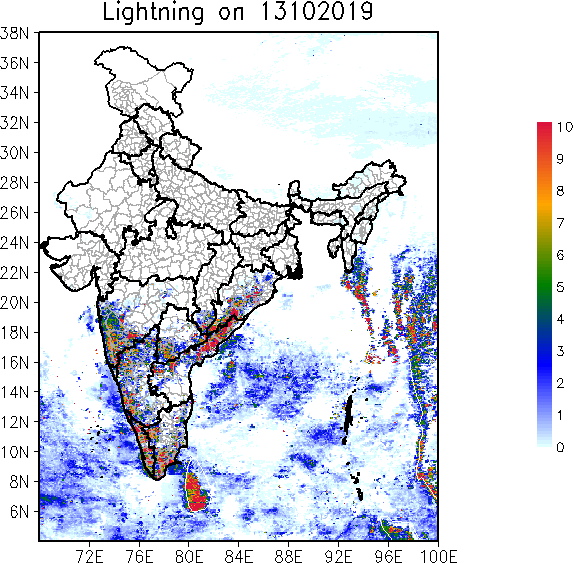 Lightning on 13102019
38N
36N
34N
32N
30N
28N
26N
24N
22N
20N
18N
16N
14N
12N
10N
8N
6N
72E 76E 80E 84E 88E 92E 96E 100E
10
9
8
7
6
5
4
3
2
1
0